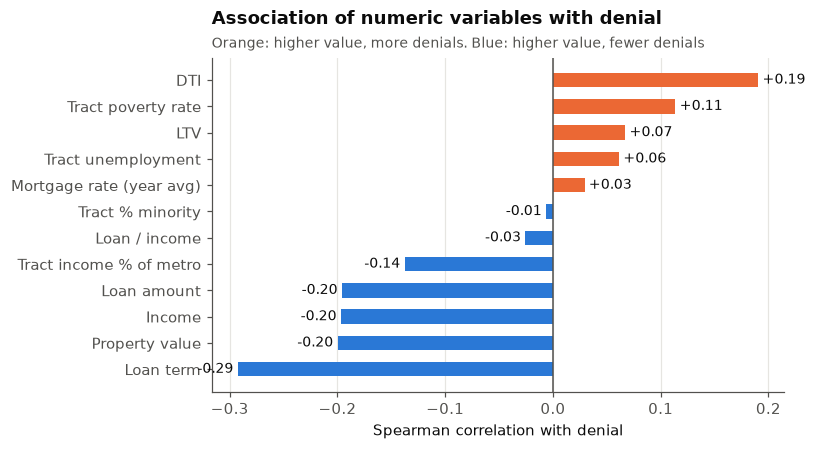 Association of numeric variables with denial
Orange: higher value, more denials. Blue: higher value, fewer denials
DTI +0.19
Tract poverty rate +0.11
LTV +0.07
Tract unemployment +0.06
Mortgage rate (year avg) +0.03
Tract % minority -0.01
Loan / income -0.03
Tract income % of metro -0.14
Loan amount -0.20
Income -0.20
Property value -0.20
Loan term -0.29
−0.3 −0.2 −0.1 0.0 0.1 0.2
Spearman correlation with denial